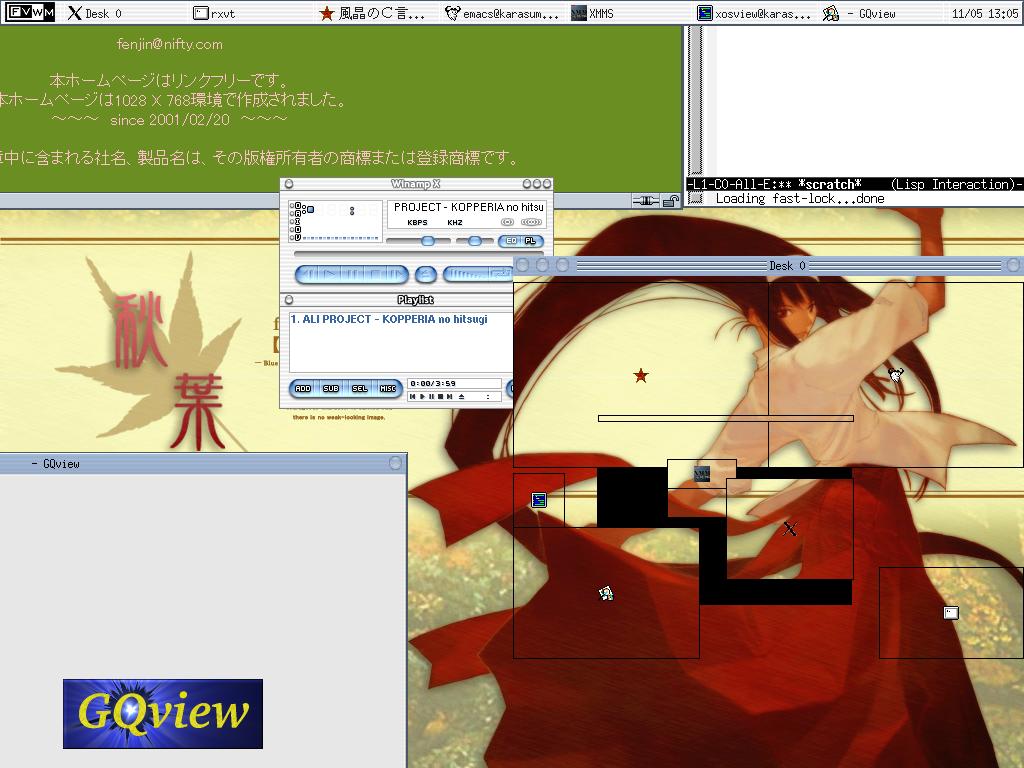 FVWM
Desk 0
rxvt
風晶のC言...
emacs@karasum...
XMMS
xosview@karas...
- GQview
11/05 13:05
fenjin@nifty.com
本ホームページはリンクフリーです。
本ホームページは1028 X 768環境で作成されました。
～～～ since 2001/02/20 ～～～
章中に含まれる社名、製品名は、その版権所有者の商標または登録商標です。
-L1-C0-All-E:** *scratch* (Lisp Interaction)-
Loading fast-lock...done
Winamp X
PROJECT - KOPPERIA no hitsu
KBPS KHZ
EQ PL
Desk 0
Playlist
1. ALI PROJECT - KOPPERIA no hitsugi
ADD SUB SEL MISC
0:00/3:59
秋
葉
- Blue
there is no weak-looking image.
XMM
- GQview
GQview